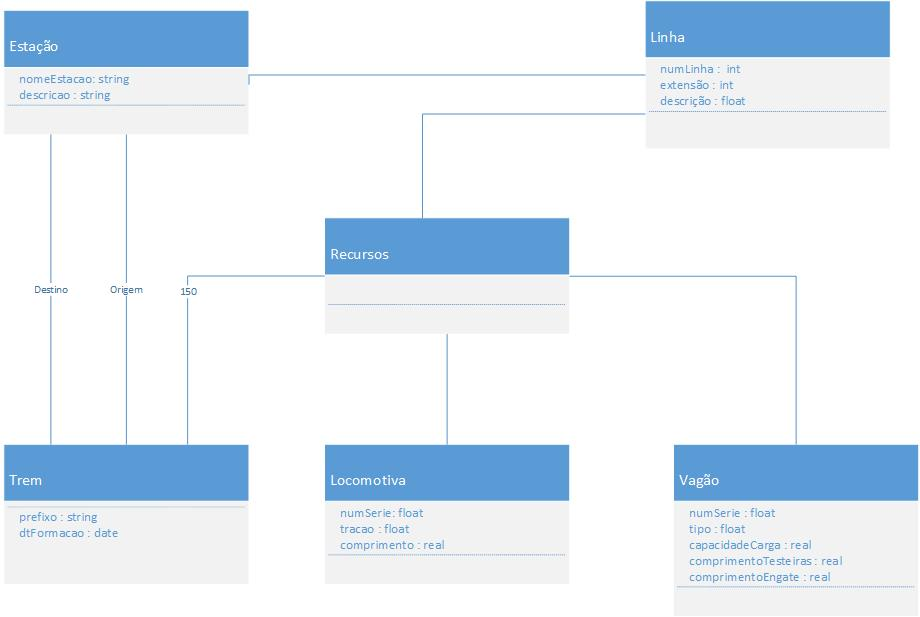 Estação
nomeEstacao: string
descricao : string
Linha
numLinha :  int
extensão : int
descrição : float
Recursos
Destino
Origem
150
Trem
prefixo : string
dtFormacao : date
Locomotiva
numSerie: float
tracao : float
comprimento : real
Vagão
numSerie : float
tipo : float
capacidadeCarga : real
comprimentoTesteiras : real
comprimentoEngate : real